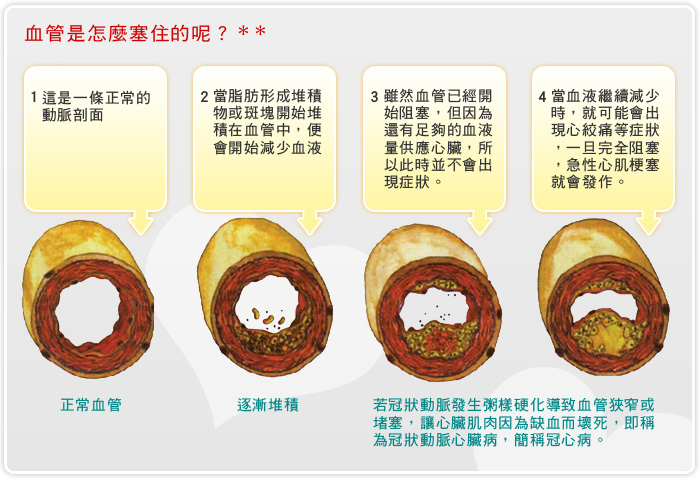 血管是怎麼塞住的呢？＊＊
1 這是一條正常的
動脈剖面
2 當脂肪形成堆積
物或斑塊開始堆
積在血管中，便
會開始減少血液
3 雖然血管已經開
始阻塞，但因為
還有足夠的血液
量供應心臟，所
以此時並不會出
現症狀。
4 當血液繼續減少
時，就可能會出
現心絞痛等症狀
，一旦完全阻塞
，急性心肌梗塞
就會發作。
正常血管
逐漸堆積
若冠狀動脈發生粥樣硬化導致血管狹窄或
堵塞，讓心臟肌肉因為缺血而壞死，即稱
為冠狀動脈心臟病，簡稱冠心病。